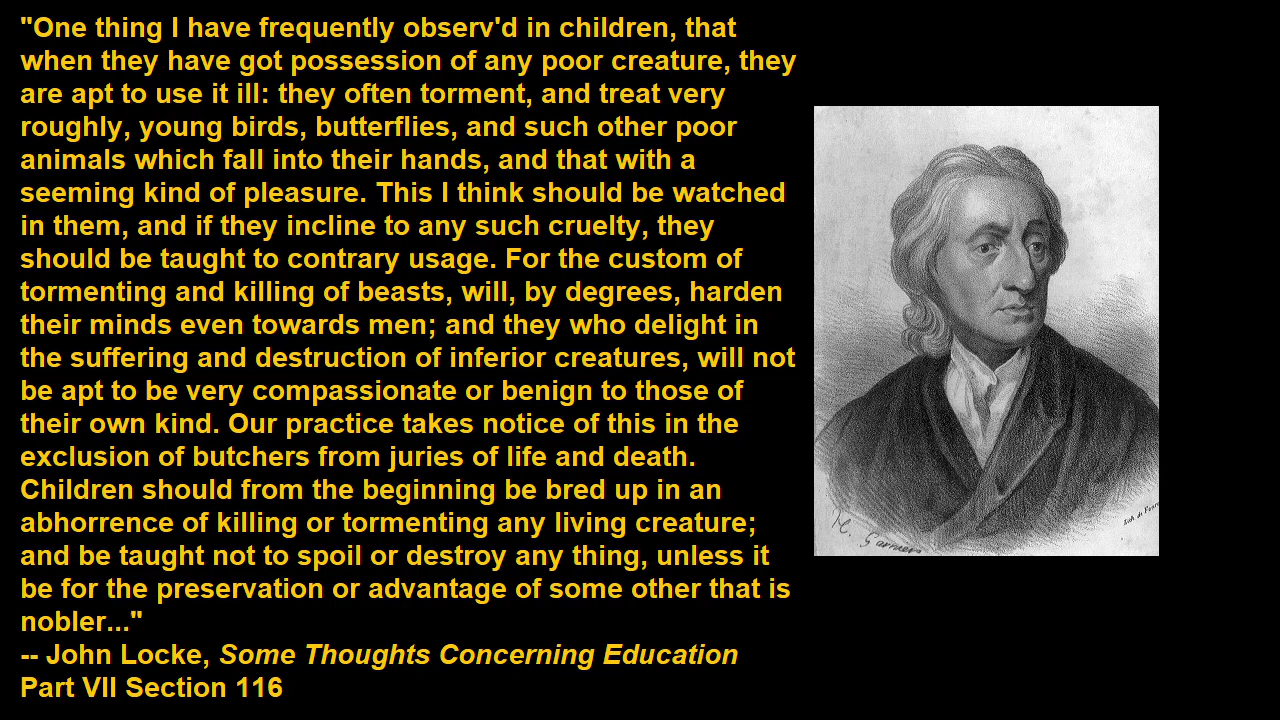 "One thing I have frequently observ'd in children, that
when they have got possession of any poor creature, they
are apt to use it ill: they often torment, and treat very
roughly, young birds, butterflies, and such other poor
animals which fall into their hands, and that with a
seeming kind of pleasure. This I think should be watched
in them, and if they incline to any such cruelty, they
should be taught to contrary usage. For the custom of
tormenting and killing of beasts, will, by degrees, harden
their minds even towards men; and they who delight in
the suffering and destruction of inferior creatures, will not
be apt to be very compassionate or benign to those of
their own kind. Our practice takes notice of this in the
exclusion of butchers from juries of life and death.
Children should from the beginning be bred up in an
abhorrence of killing or tormenting any living creature;
and be taught not to spoil or destroy any thing, unless it
be for the preservation or advantage of some other that is
nobler..."
-- John Locke, Some Thoughts Concerning Education
Part VII Section 116